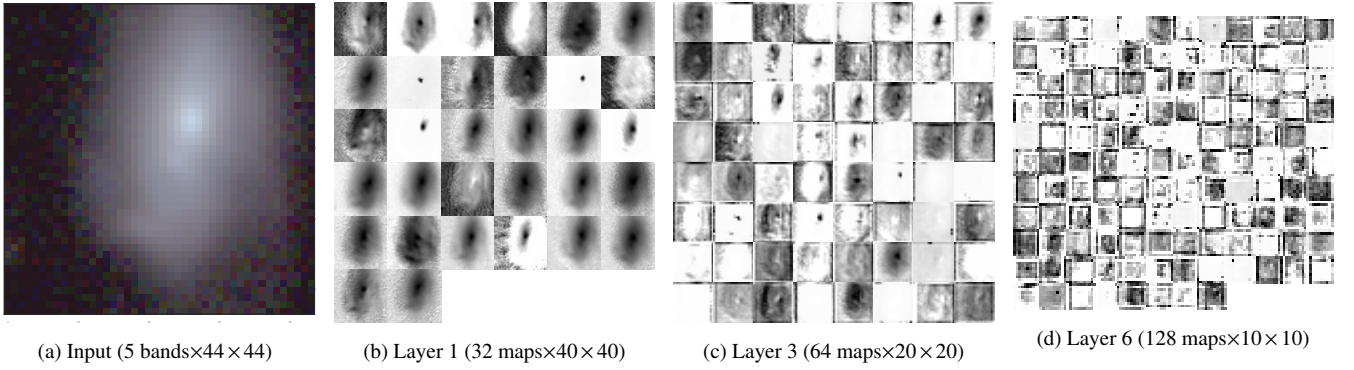 (a) Input (5 bands×44 × 44)
(b) Layer 1 (32 maps×40 × 40)
(c) Layer 3 (64 maps×20 × 20)
(d) Layer 6 (128 maps×10 × 10)